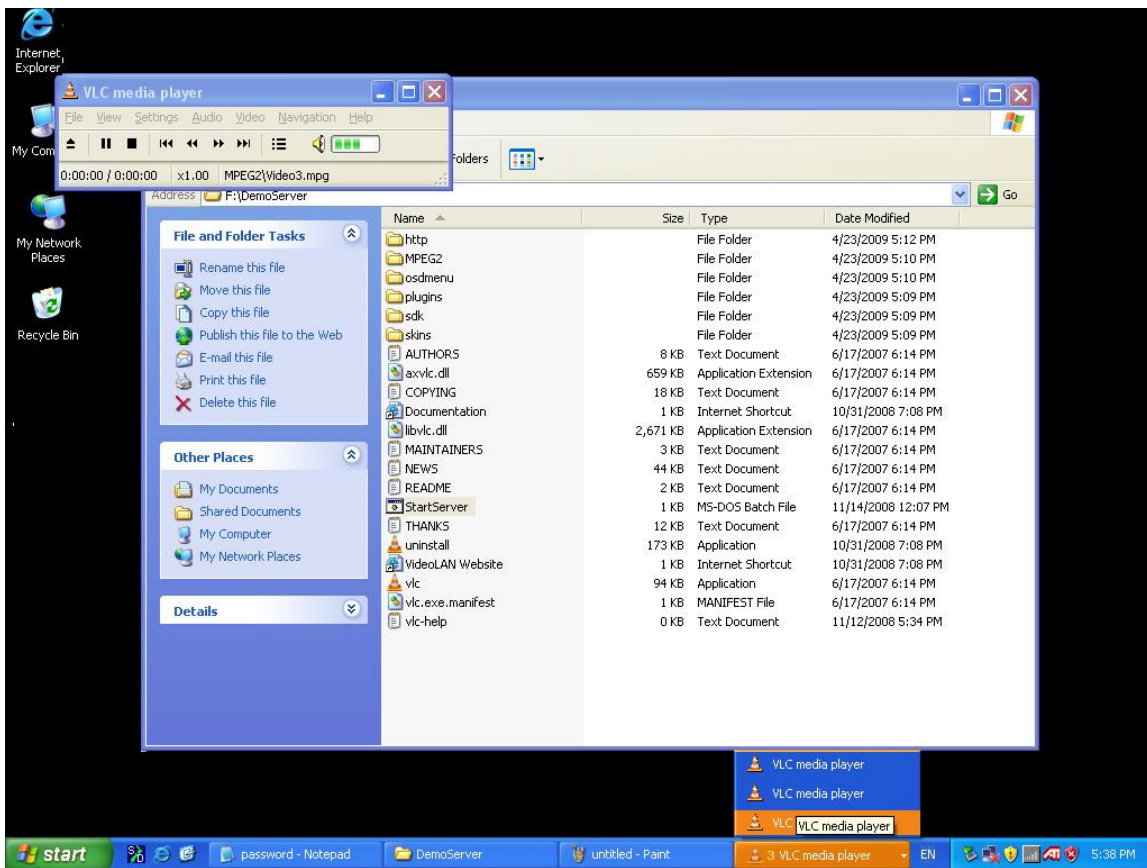 Internet
Explorer
My Com
My Network
Places
Recycle Bin
VLC media player
File View Settings Audio Video Navigation Help
0:00:00 / 0:00:00 x1.00 MPEG2\Video3.mpg
Folders
Address F:\DemoServer Go
File and Folder Tasks
Rename this file
Move this file
Copy this file
Publish this file to the Web
E-mail this file
Print this file
Delete this file
Other Places
My Documents
Shared Documents
My Computer
My Network Places
Details
Name Size Type Date Modified
http File Folder 4/23/2009 5:12 PM
MPEG2 File Folder 4/23/2009 5:10 PM
osdmenu File Folder 4/23/2009 5:10 PM
plugins File Folder 4/23/2009 5:09 PM
sdk File Folder 4/23/2009 5:09 PM
skins File Folder 4/23/2009 5:09 PM
AUTHORS 8 KB Text Document 6/17/2007 6:14 PM
axvlc.dll 659 KB Application Extension 6/17/2007 6:14 PM
COPYING 18 KB Text Document 6/17/2007 6:14 PM
Documentation 1 KB Internet Shortcut 10/31/2008 7:08 PM
libvlc.dll 2,671 KB Application Extension 6/17/2007 6:14 PM
MAINTAINERS 3 KB Text Document 6/17/2007 6:14 PM
NEWS 44 KB Text Document 6/17/2007 6:14 PM
README 2 KB Text Document 6/17/2007 6:14 PM
StartServer 1 KB MS-DOS Batch File 11/14/2008 12:07 PM
THANKS 12 KB Text Document 6/17/2007 6:14 PM
uninstall 173 KB Application 10/31/2008 7:08 PM
VideoLAN Website 1 KB Internet Shortcut 10/31/2008 7:08 PM
vlc 94 KB Application 6/17/2007 6:14 PM
vlc.exe.manifest 1 KB MANIFEST File 6/17/2007 6:14 PM
vlc-help 0 KB Text Document 11/12/2008 5:34 PM
VLC media player
VLC media player
VLC VLC media player
start password - Notepad DemoServer untitled - Paint 3 VLC media player EN 5:38 PM